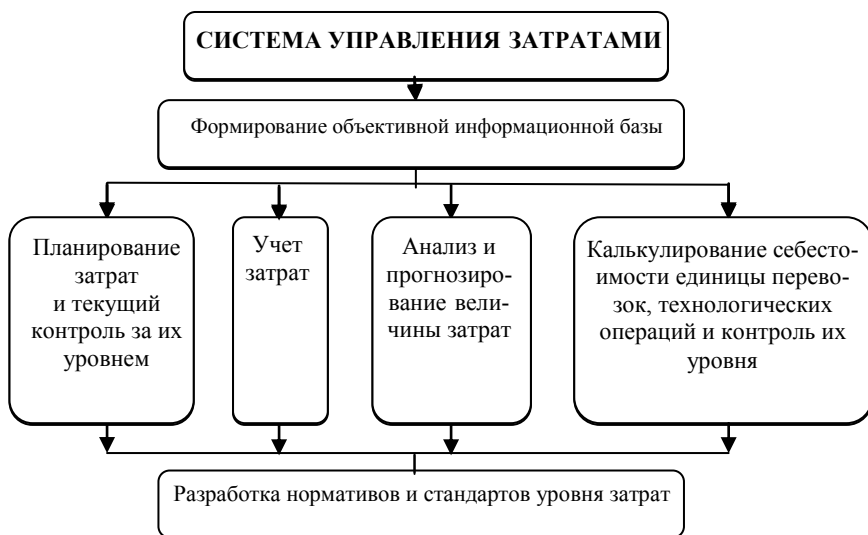 СИСТЕМА УПРАВЛЕНИЯ ЗАТРАТАМИ
Формирование объективной информационной базы
Планирование
затрат
и текущий
контроль за их
уровнем
Учет
затрат
Анализ и
прогнозиро-
вание вели-
чины затрат
Калькулирование себесто-
имости единицы перево-
зок, технологических
операций и контроль их
уровня
Разработка нормативов и стандартов уровня затрат